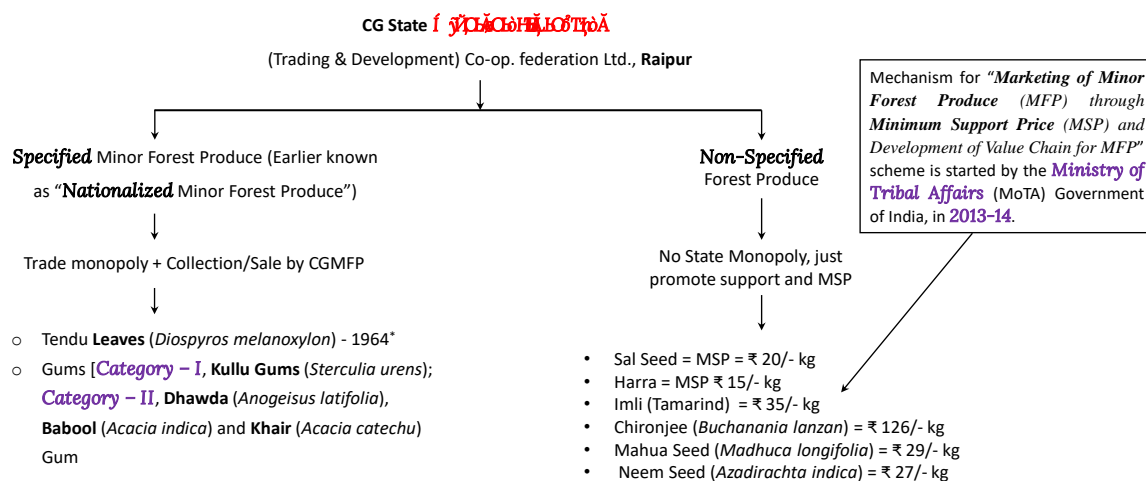 CG State
(Trading & Development) Co-op. federation Ltd., Raipur
Specified Minor Forest Produce (Earlier known
as “Nationalized Minor Forest Produce”)
Trade monopoly + Collection/Sale by CGMFP
○ Tendu Leaves (Diospyros melanoxylon) - 1964*
○ Gums [Category – I, Kullu Gums (Sterculia urens);
Category – II, Dhawda (Anogeisus latifolia),
Babool (Acacia indica) and Khair (Acacia catechu)
Gum
Non-Specified
Forest Produce
No State Monopoly, just
promote support and MSP
• Sal Seed = MSP = ₹ 20/- kg
• Harra = MSP ₹ 15/- kg
• Imli (Tamarind) = ₹ 35/- kg
• Chironjee (Buchanania lanzan) = ₹ 126/- kg
• Mahua Seed (Madhuca longifolia) = ₹ 29/- kg
• Neem Seed (Azadirachta indica) = ₹ 27/- kg
Mechanism for “Marketing of Minor
Forest Produce (MFP) through
Minimum Support Price (MSP) and
Development of Value Chain for MFP”
scheme is started by the Ministry of
Tribal Affairs (MoTA) Government
of India, in 2013-14.